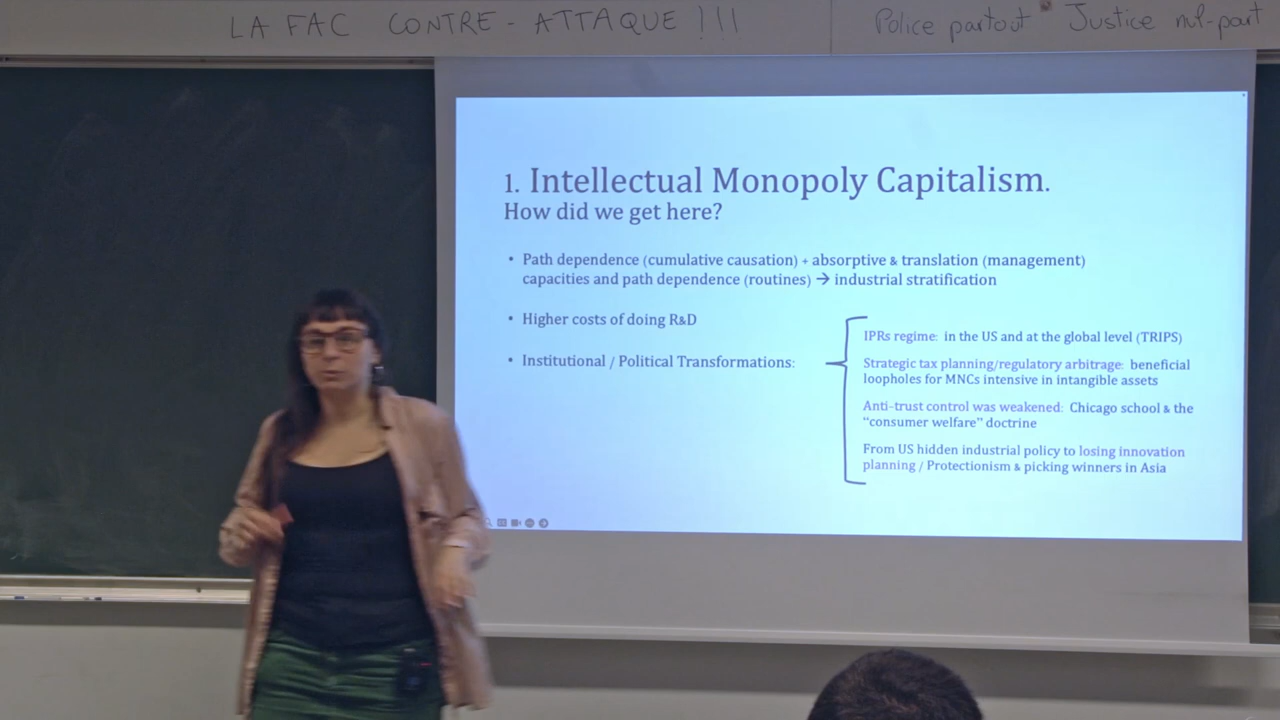 LA FAC CONTRE-ATTAQUE !!!
Police partout Justice nul-part
1. Intellectual Monopoly Capitalism.
How did we get here?
• Path dependence (cumulative causation) + absorptive & translation (management)
capacities and path dependence (routines) → industrial stratification
• Higher costs of doing R&D
• Institutional / Political Transformations:
IPRs regime: in the US and at the global level (TRIPS)
Strategic tax planning/regulatory arbitrage: beneficial
loopholes for MNCs intensive in intangible assets
Anti-trust control was weakened: Chicago school & the
“consumer welfare” doctrine
From US hidden industrial policy to losing innovation
planning / Protectionism & picking winners in Asia